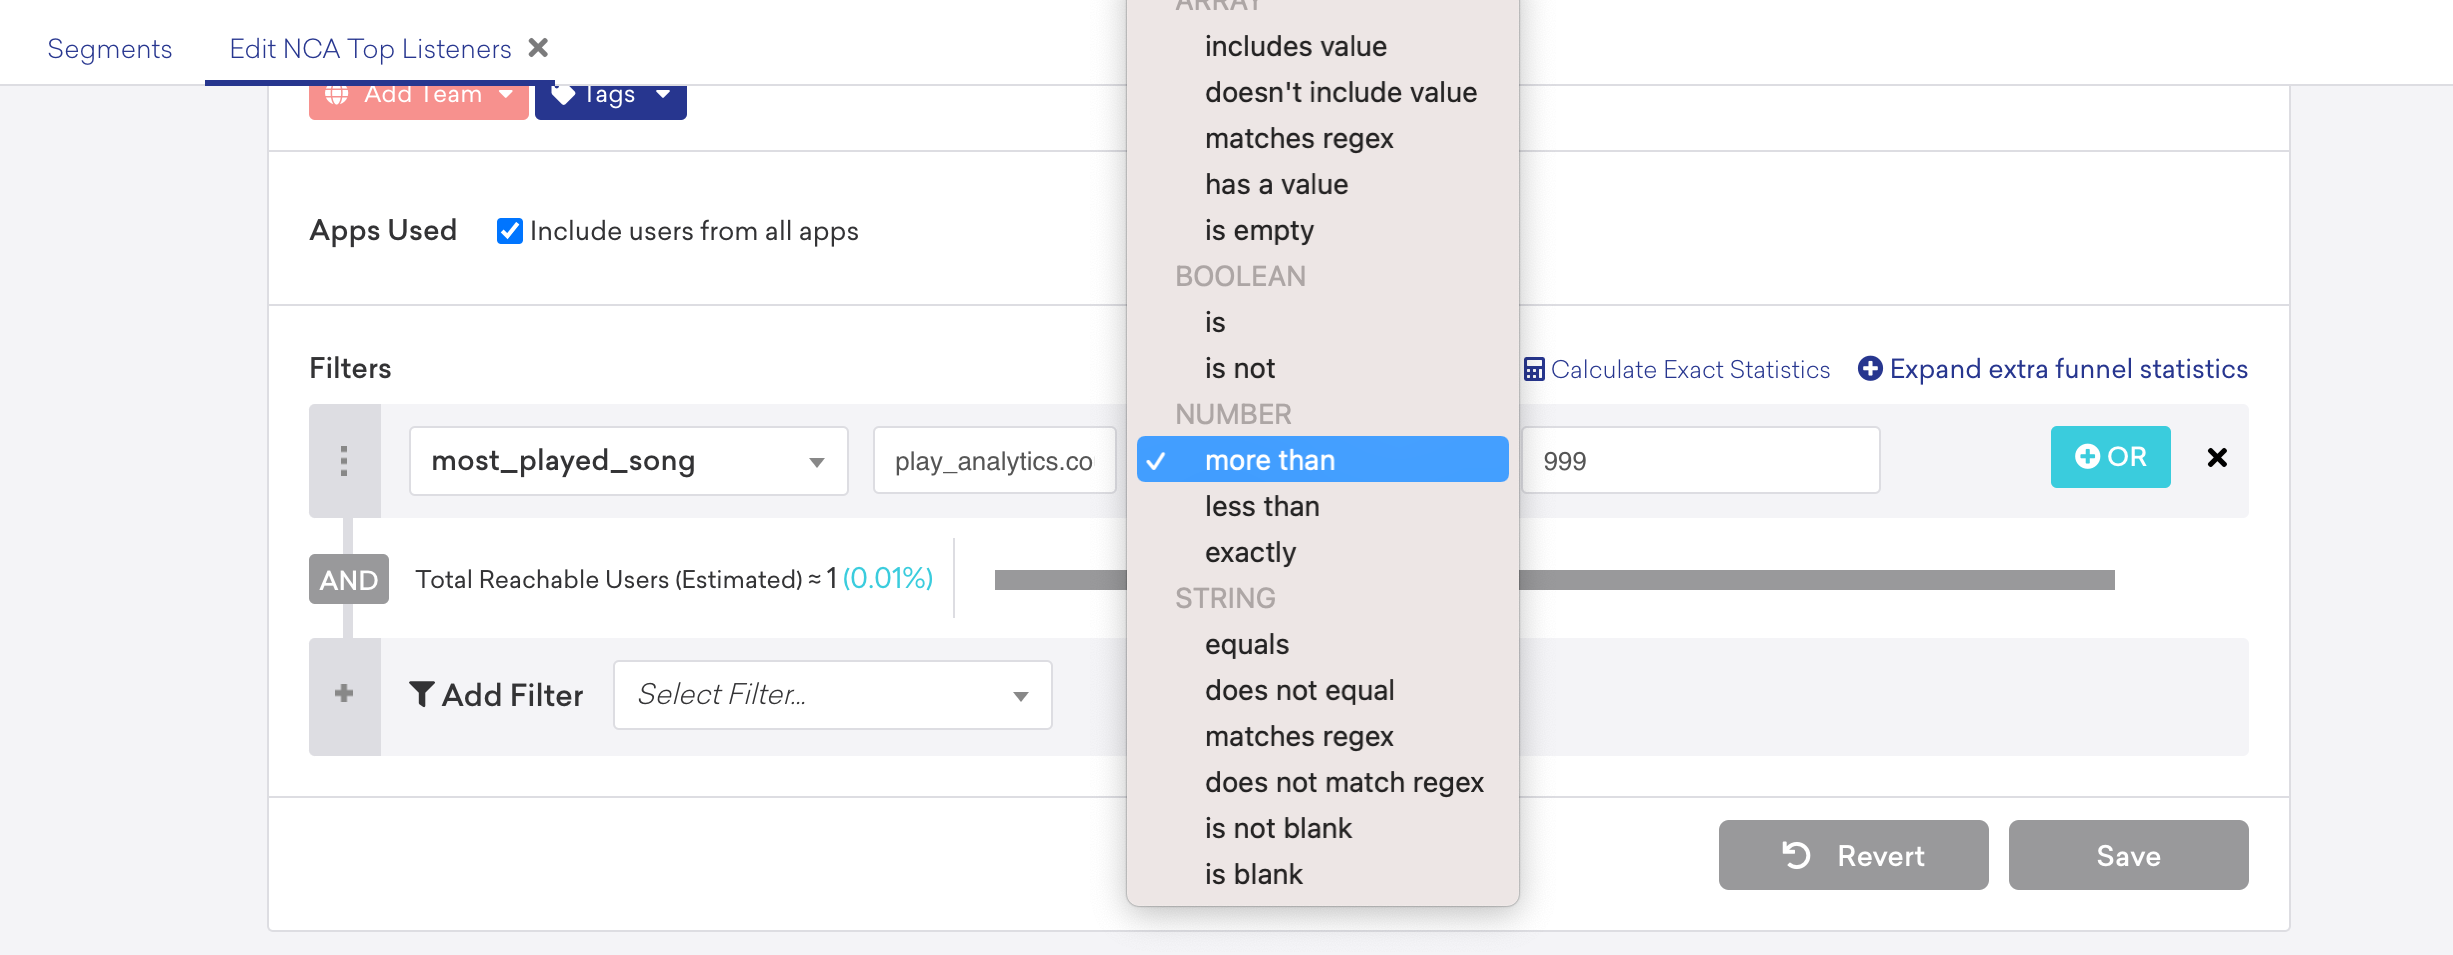 ARRAY
Segments
Edit NCA Top Listeners
includes value
doesn't include value
Add Team
Tags
matches regex
has a value
Apps Used
Include users from all apps
is empty
BOOLEAN
is
Filters
is not
Calculate Exact Statistics
Expand extra funnel statistics
NUMBER
most_played_song
play_analytics.co
more than
999
OR
less than
exactly
AND
Total Reachable Users (Estimated) ≈ 1 (0.01%)
STRING
equals
Add Filter
Select Filter...
does not equal
matches regex
does not match regex
is not blank
Revert
Save
is blank